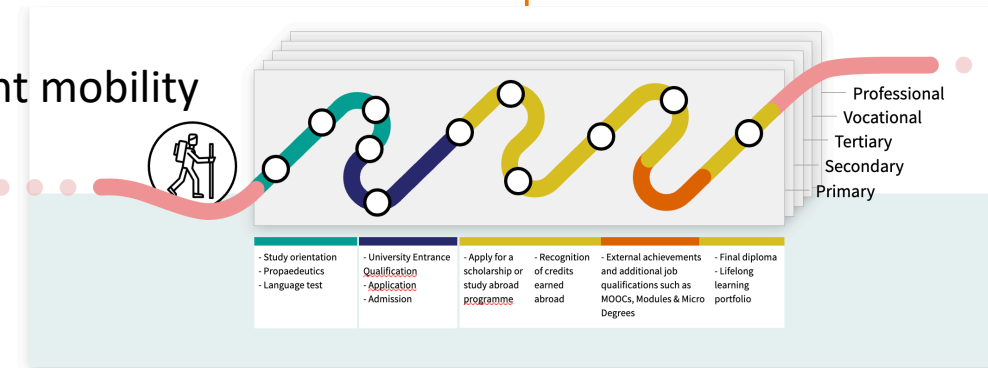 nt mobility
Professional
Vocational
Tertiary
Secondary
Primary
- Study orientation
- Propaedeutics
- Language test
- University Entrance
Qualification
- Application
- Admission
- Apply for a
scholarship or
study abroad
programme
- Recognition
of credits
earned
abroad
- External achievements
and additional job
qualifications such as
MOOCs, Modules & Micro
Degrees
- Final diploma
- Lifelong
learning
portfolio